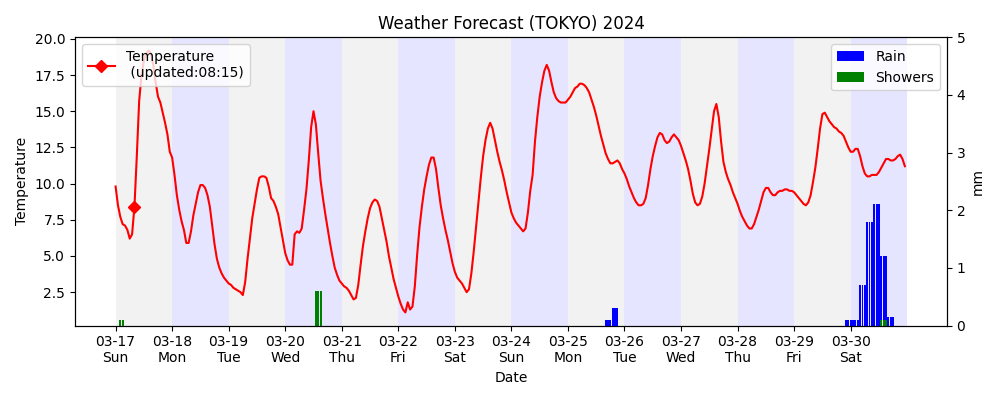 Weather Forecast (TOKYO) 2024
Temperature
(updated:08:15)
Rain
Showers
20.0
17.5
15.0
12.5
10.0
7.5
5.0
2.5
Temperature
5
4
3
2
1
0
mm
03-17 03-18 03-19 03-20 03-21 03-22 03-23 03-24 03-25 03-26 03-27 03-28 03-29 03-30
Sun Mon Tue Wed Thu Fri Sat Sun Mon Tue Wed Thu Fri Sat
Date